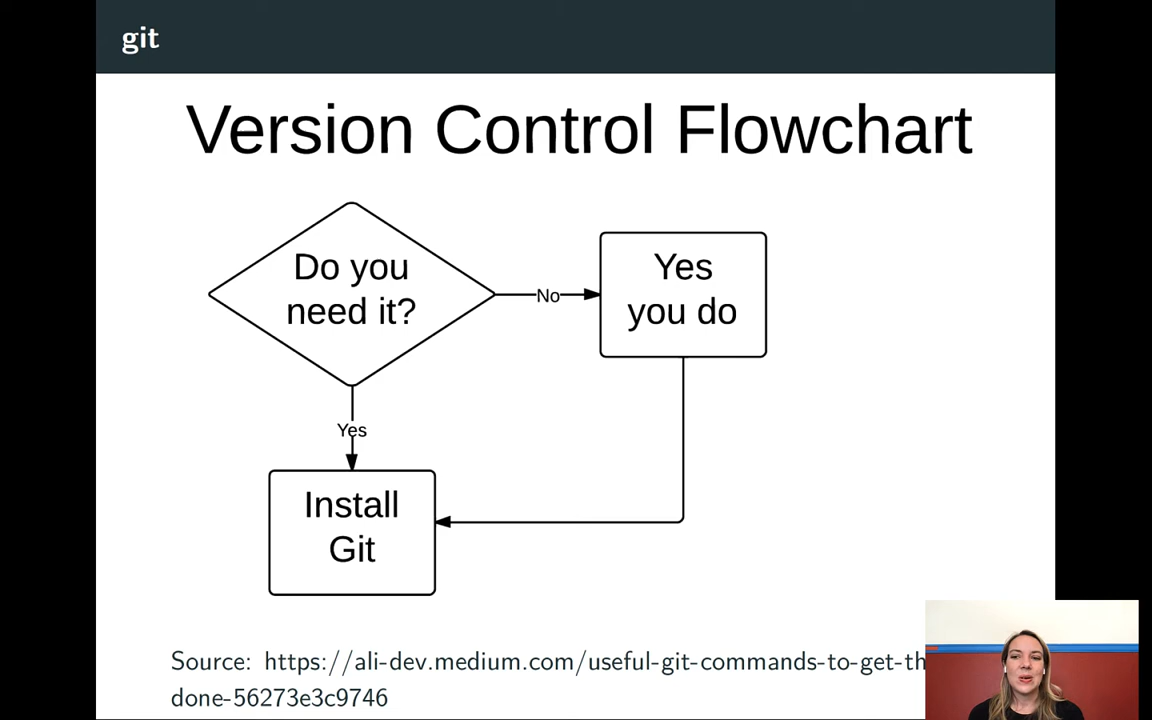 git
Version Control Flowchart
Do you
need it?
No
Yes
you do
Yes
Install
Git
Source: https://ali-dev.medium.com/useful-git-commands-to-get-th
done-56273e3c9746